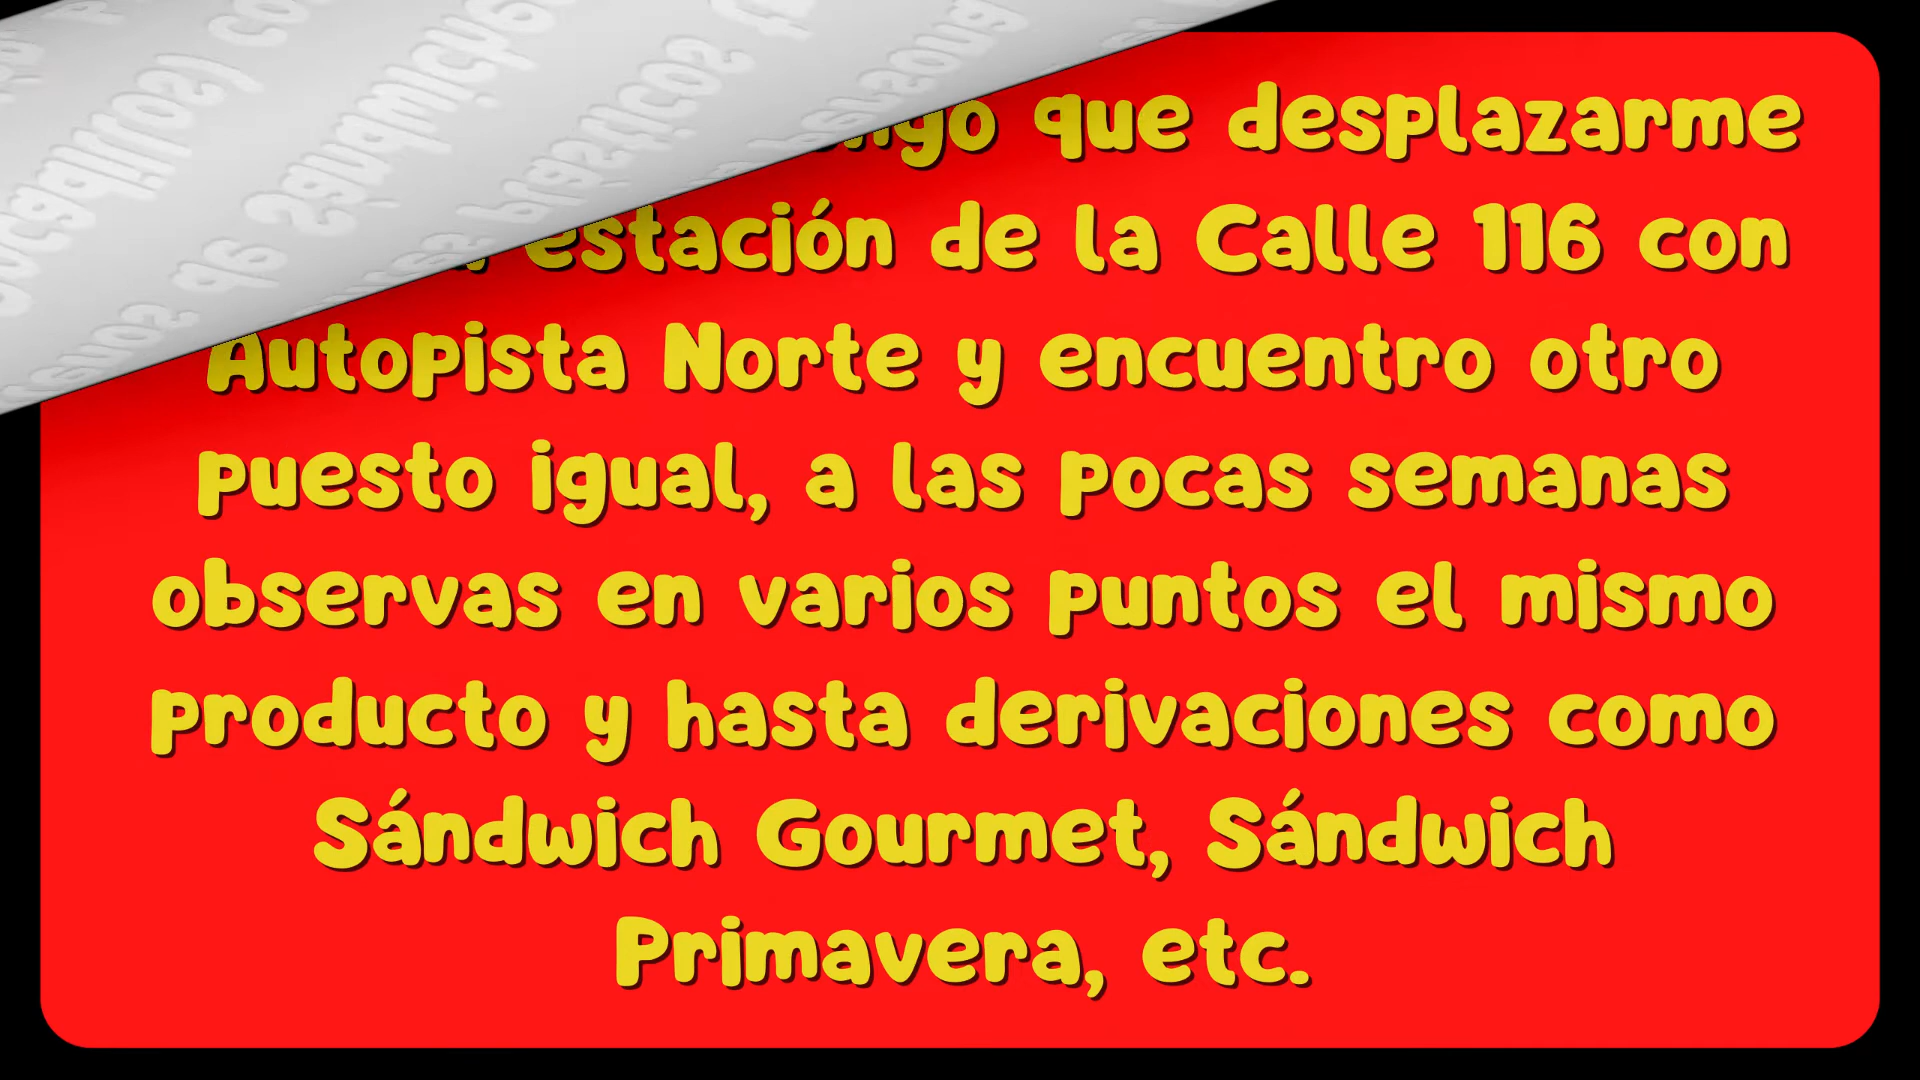 que desplazarme
estación de la Calle 116 con
Autopista Norte y encuentro otro
puesto igual, a las pocas semanas
observas en varios puntos el mismo
producto y hasta derivaciones como
Sándwich Gourmet, Sándwich
Primavera, etc.